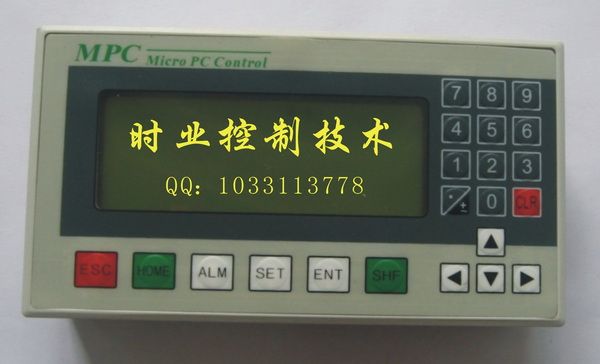 MPC Micro PC Control
时业控制技术
QQ: 1033113778
7 8 9
4 5 6
1 2 3
0 CLR
ESC HOME ALM SET ENT SHF